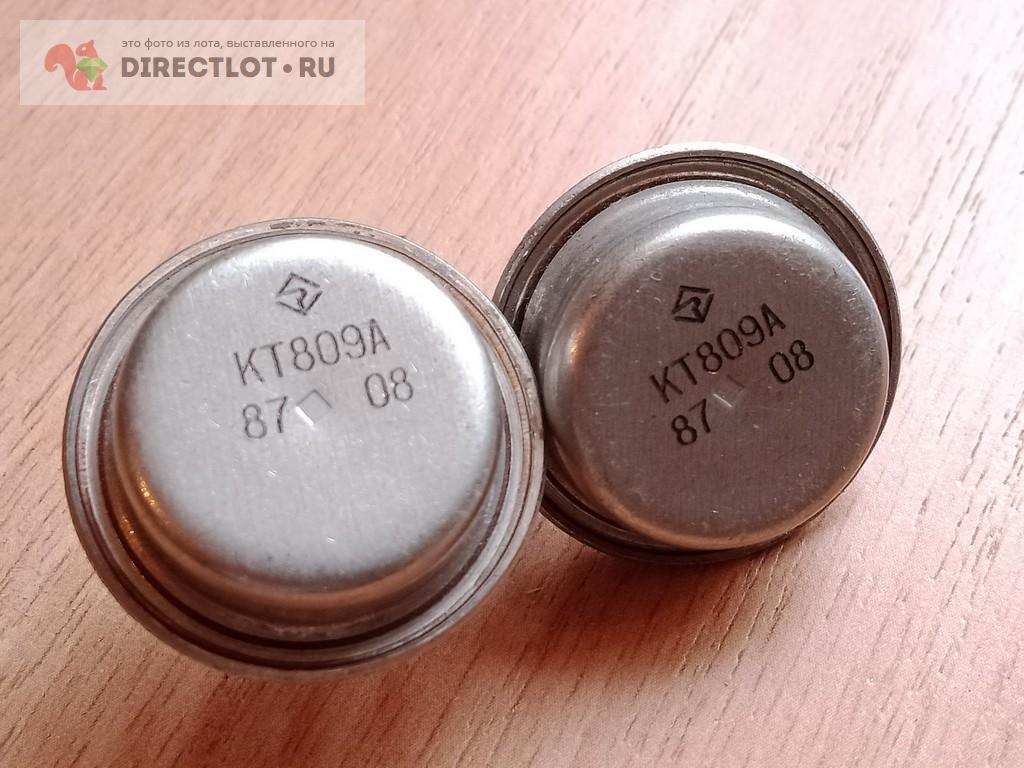 это фото из лота, выставленного на
DIRECTLOT•RU
КТ809А
87 08
КТ809А
87 08